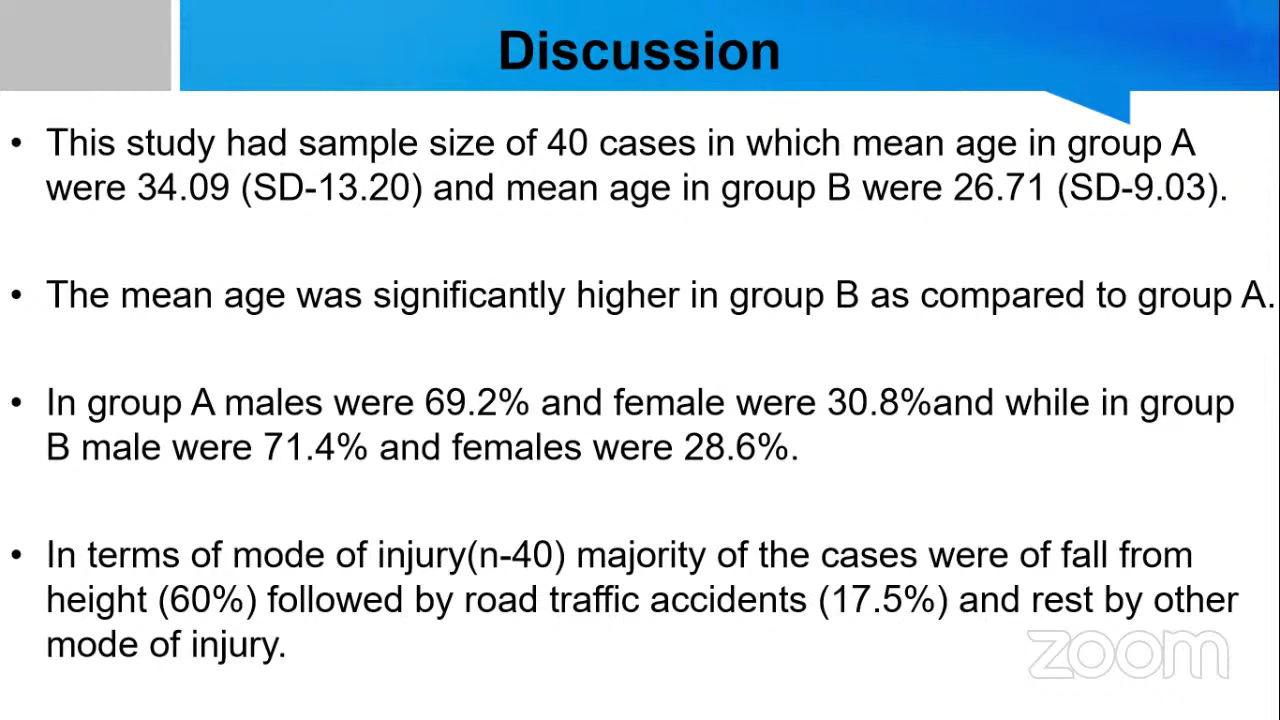 Discussion
• This study had sample size of 40 cases in which mean age in group A
were 34.09 (SD-13.20) and mean age in group B were 26.71 (SD-9.03).
• The mean age was significantly higher in group B as compared to group A.
• In group A males were 69.2% and female were 30.8%and while in group
B male were 71.4% and females were 28.6%.
• In terms of mode of injury(n-40) majority of the cases were of fall from
height (60%) followed by road traffic accidents (17.5%) and rest by other
mode of injury.
zoom